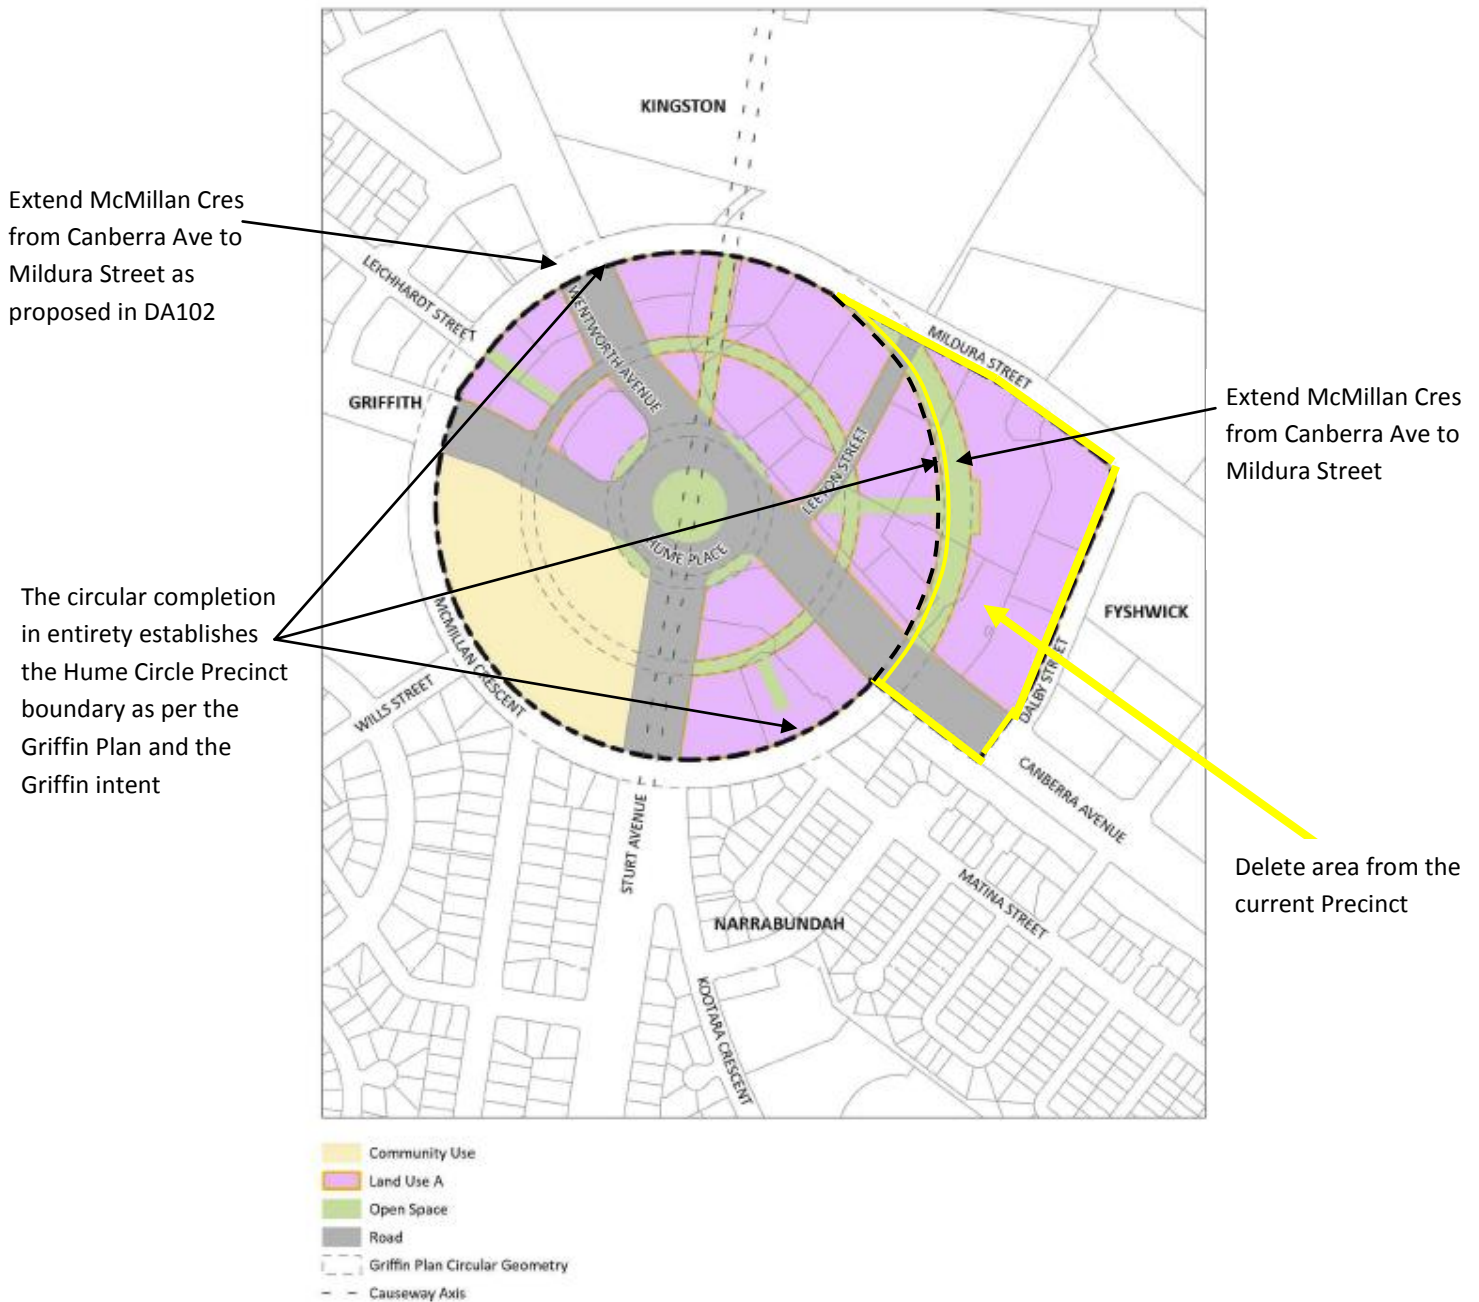 KINGSTON
Extend McMillan Cres
from Canberra Ave to
Mildura Street as
proposed in DA102
LEICHHARDT STREET
WENTWORTH AVENUE
MILDURA STREET
GRIFFITH
Extend McMillan Cres
from Canberra Ave to
Mildura Street
LEETON STREET
HUME PLACE
The circular completion
in entirety establishes
the Hume Circle Precinct
boundary as per the
Griffin Plan and the
Griffin intent
MCMILLAN CRESCENT
WILLS STREET
FYSHWICK
DALBY STREET
CANBERRA AVENUE
STURT AVENUE
MATINA STREET
NARRABUNDAH
KOOTARA CRESCENT
Delete area from the
current Precinct
Community Use
Land Use A
Open Space
Road
Griffin Plan Circular Geometry
Causeway Axis